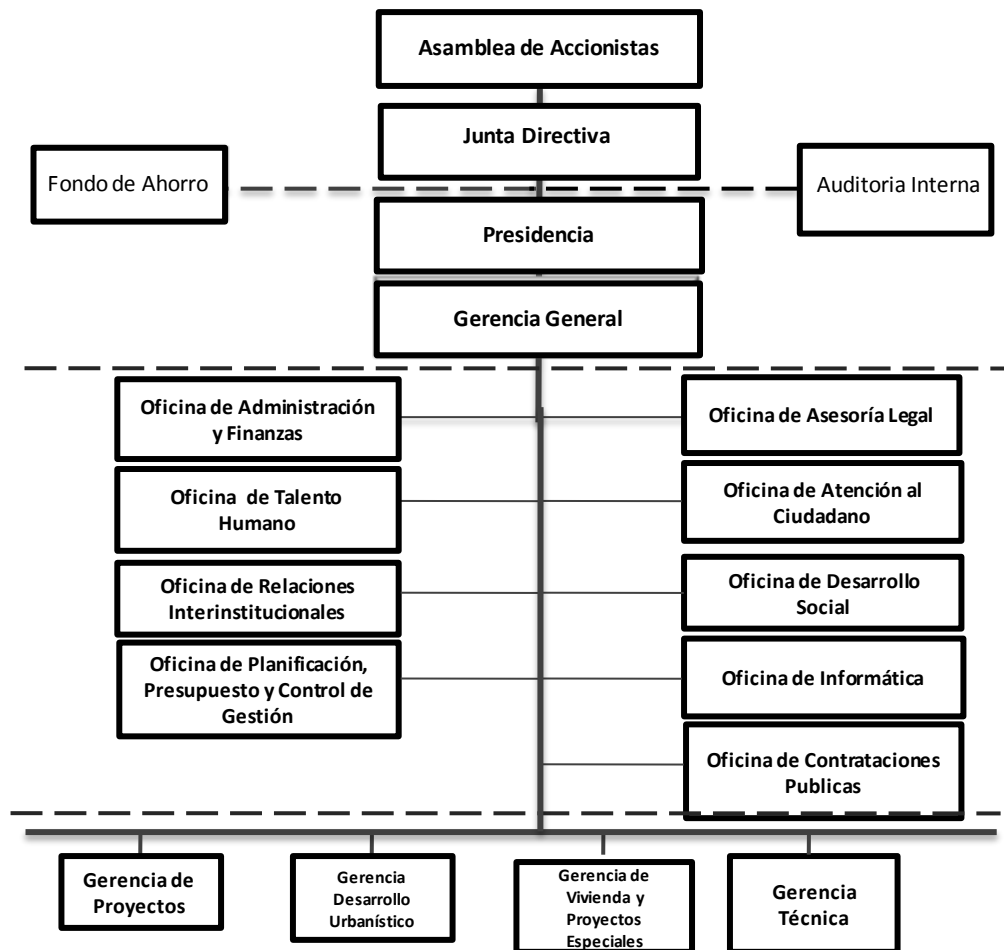 Asamblea de Accionistas
Junta Directiva
Fondo de Ahorro
Auditoria Interna
Presidencia
Gerencia General
Oficina de Administración
y Finanzas
Oficina de Asesoría Legal
Oficina de Talento
Humano
Oficina de Atención al
Ciudadano
Oficina de Relaciones
Interinstitucionales
Oficina de Desarrollo
Social
Oficina de Planificación,
Presupuesto y Control de
Gestión
Oficina de Informática
Oficina de Contrataciones
Publicas
Gerencia de
Proyectos
Gerencia
Desarrollo
Urbanístico
Gerencia de
Vivienda y
Proyectos
Especiales
Gerencia
Técnica